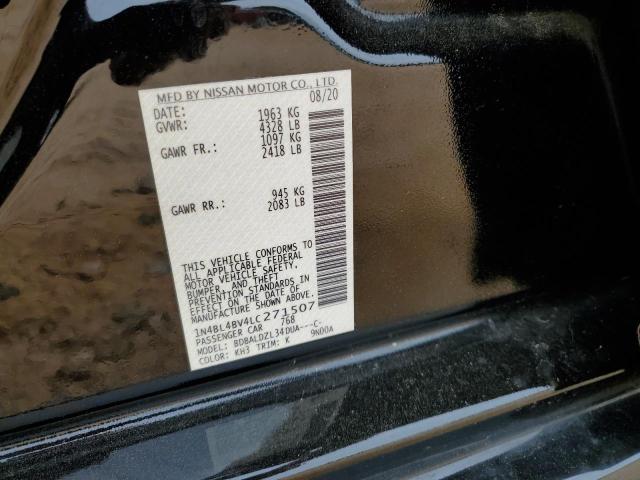 MFD BY NISSAN MOTOR CO., LTD.
DATE: 08/20
GVWR: 1963 KG
4328 LB
GAWR FR.: 1097 KG
2418 LB
GAWR RR.: 945 KG
2083 LB
THIS VEHICLE CONFORMS TO
ALL APPLICABLE FEDERAL
MOTOR VEHICLE SAFETY,
BUMPER, AND THEFT
PREVENTION STANDARDS IN
EFFECT ON THE DATE OF
MANUFACTURE SHOWN ABOVE.
1N4BL4BV4LC271507
PASSENGER CAR 768
MODEL: BDBALDZL34DUA---C-
COLOR: KH3 TRIM: K 9N00A